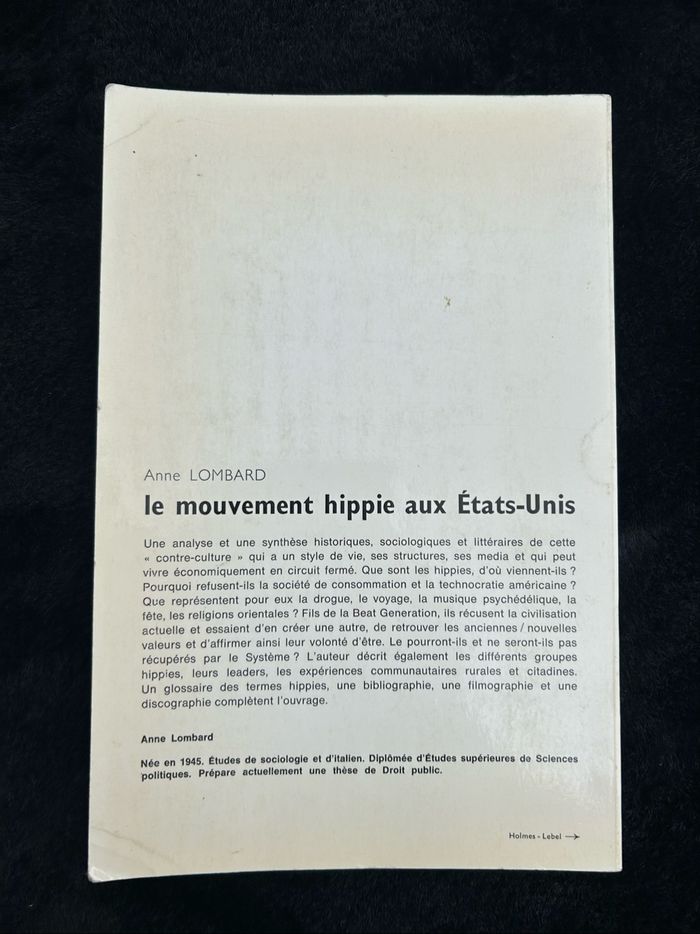 Anne LOMBARD
le mouvement hippie aux États-Unis
Une analyse et une synthèse historiques, sociologiques et littéraires de cette
« contre-culture » qui a un style de vie, ses structures, ses media et qui peut
vivre économiquement en circuit fermé. Que sont les hippies, d'où viennent-ils ?
Pourquoi refusent-ils la société de consommation et la technocratie américaine ?
Que représentent pour eux la drogue, le voyage, la musique psychédélique, la
fête, les religions orientales ? Fils de la Beat Generation, ils récusent la civilisation
actuelle et essaient d'en créer une autre, de retrouver les anciennes / nouvelles
valeurs et d'affirmer ainsi leur volonté d'être. Le pourront-ils et ne seront-ils pas
récupérés par le Système ? L'auteur décrit également les différents groupes
hippies, leurs leaders, les expériences communautaires rurales et citadines.
Un glossaire des termes hippies, une bibliographie, une filmographie et une
discographie complètent l'ouvrage.
Anne Lombard
Née en 1945. Études de sociologie et d'italien. Diplômée d'Études supérieures de Sciences
politiques. Prépare actuellement une thèse de Droit public.
Holmes - Lebel →